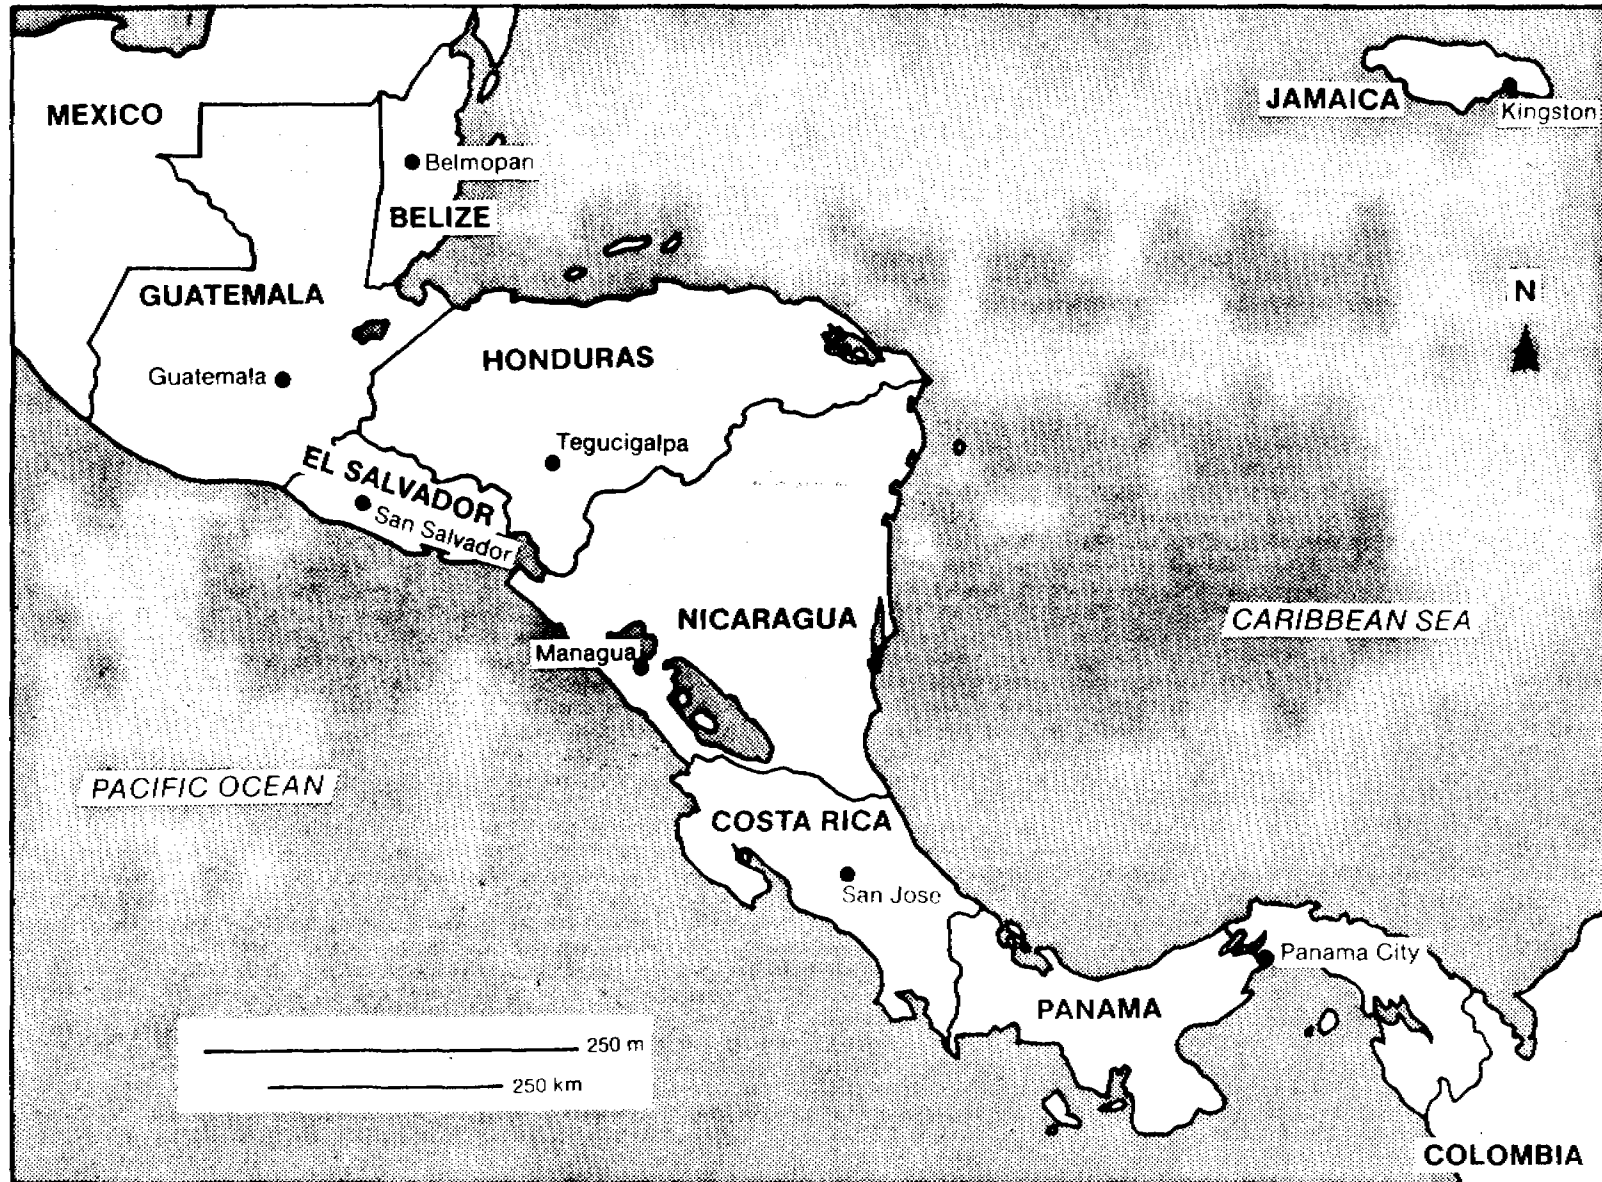 MEXICO
JAMAICA
Kingston
Belmopan
BELIZE
GUATEMALA
N
HONDURAS
Guatemala
Tegucigalpa
EL SALVADOR
San Salvador
NICARAGUA
CARIBBEAN SEA
Managua
PACIFIC OCEAN
COSTA RICA
San Jose
Panama City
PANAMA
250 m
250 km
COLOMBIA